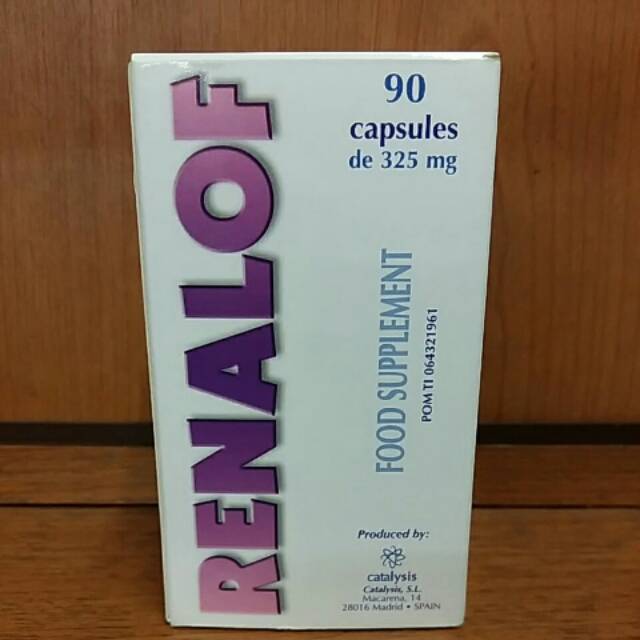 RENALOF
90
capsules
de 325 mg
FOOD SUPPLEMENT
POM TI 064321961
Produced by:
catalysis
Catalysis, S.L.
Macarena, 14
28016 Madrid • SPAIN